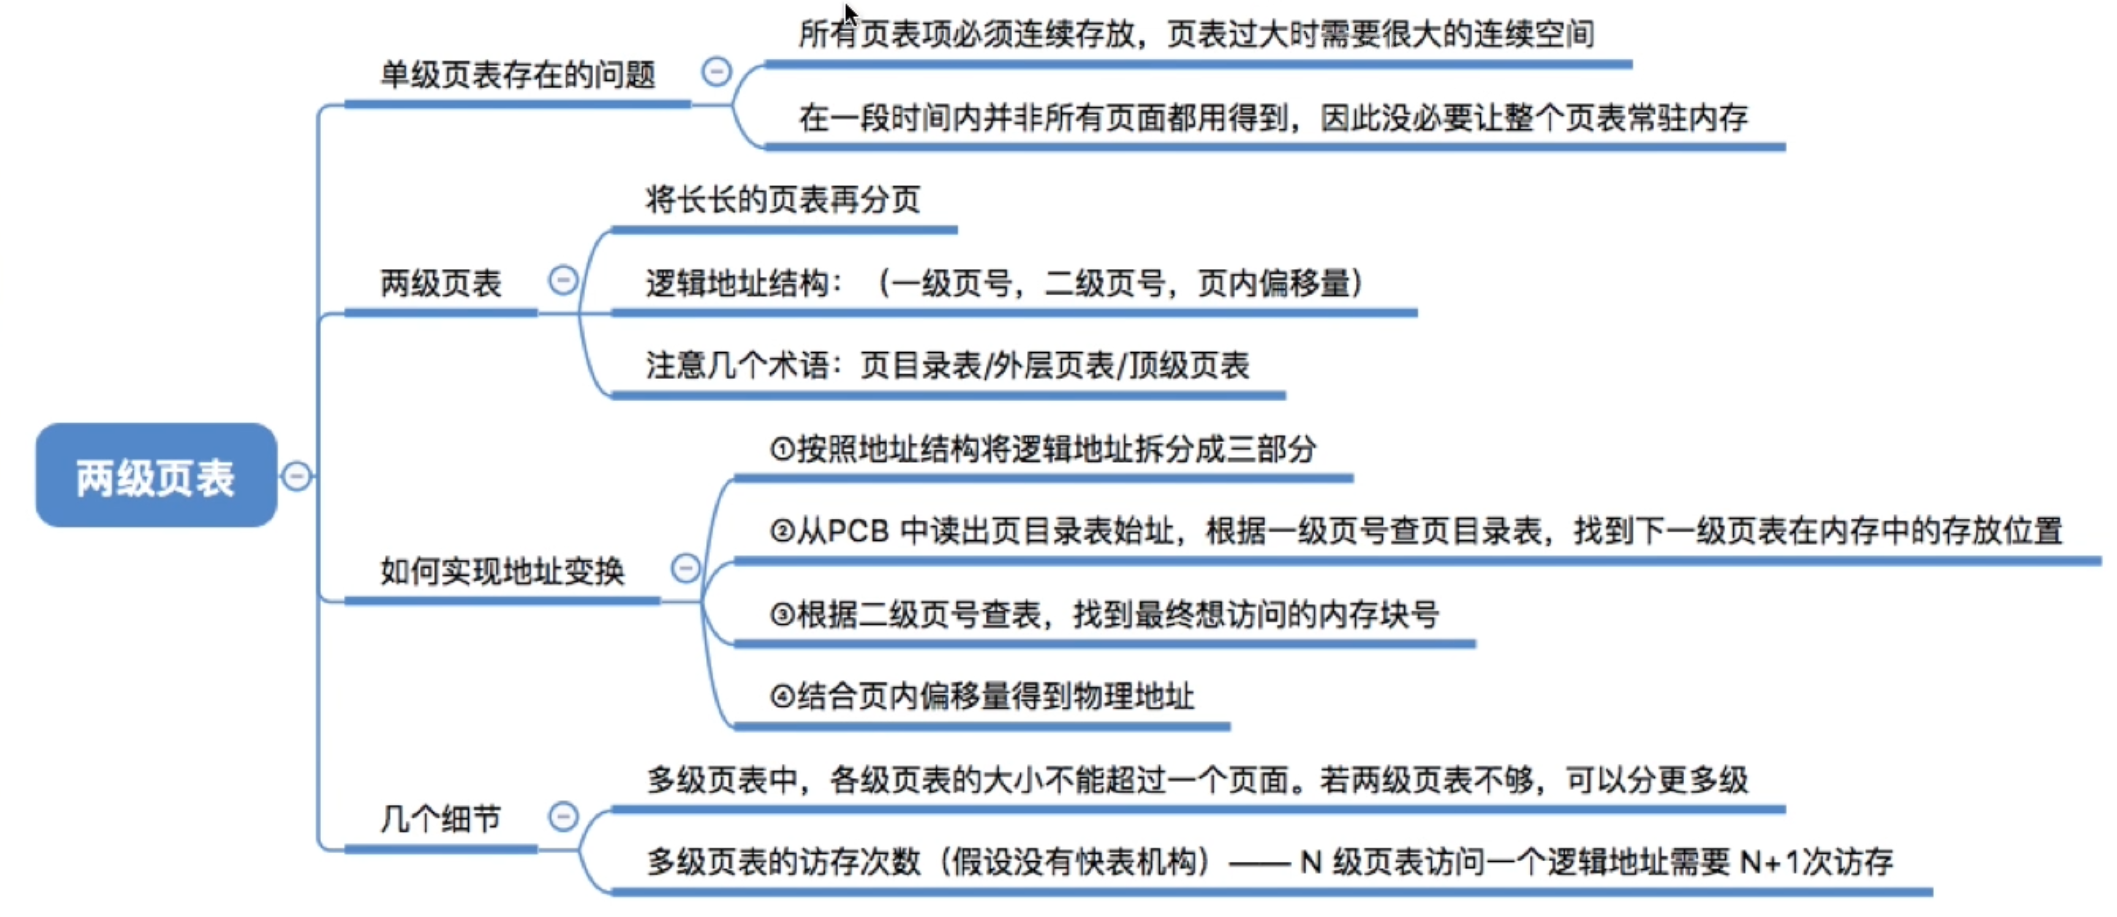 两级页表
单级页表存在的问题
所有页表项必须连续存放，页表过大时需要很大的连续空间
在一段时间内并非所有页面都用得到，因此没必要让整个页表常驻内存
两级页表
将长长的页表再分页
逻辑地址结构：（一级页号，二级页号，页内偏移量）
注意几个术语：页目录表/外层页表/顶级页表
如何实现地址变换
①按照地址结构将逻辑地址拆分成三部分
②从PCB 中读出页目录表始址，根据一级页号查页目录表，找到下一级页表在内存中的存放位置
③根据二级页号查表，找到最终想访问的内存块号
④结合页内偏移量得到物理地址
几个细节
多级页表中，各级页表的大小不能超过一个页面。若两级页表不够，可以分更多级
多级页表的访存次数（假设没有快表机构）—— N 级页表访问一个逻辑地址需要 N+1次访存